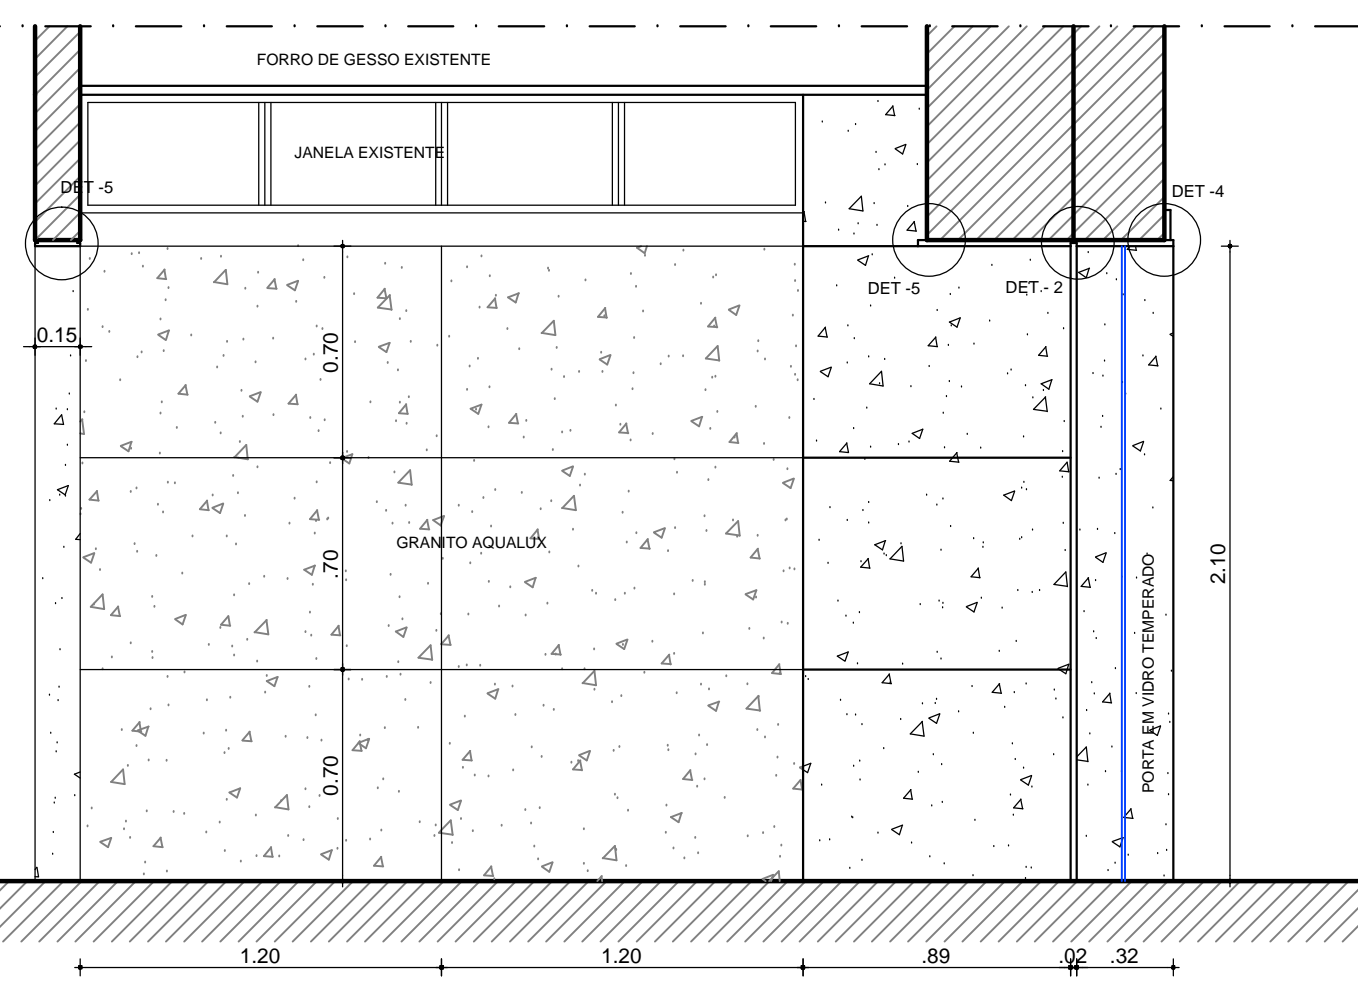 FORRO DE GESSO EXISTENTE
JANELA EXISTENTE
DET -5
DET -4
DET -5
DET.- 2
0.15
0.70
GRANITO AQUALUX
.70
2.10
PORTA EM VIDRO TEMPERADO
0.70
1.20
1.20
.89
.02
.32